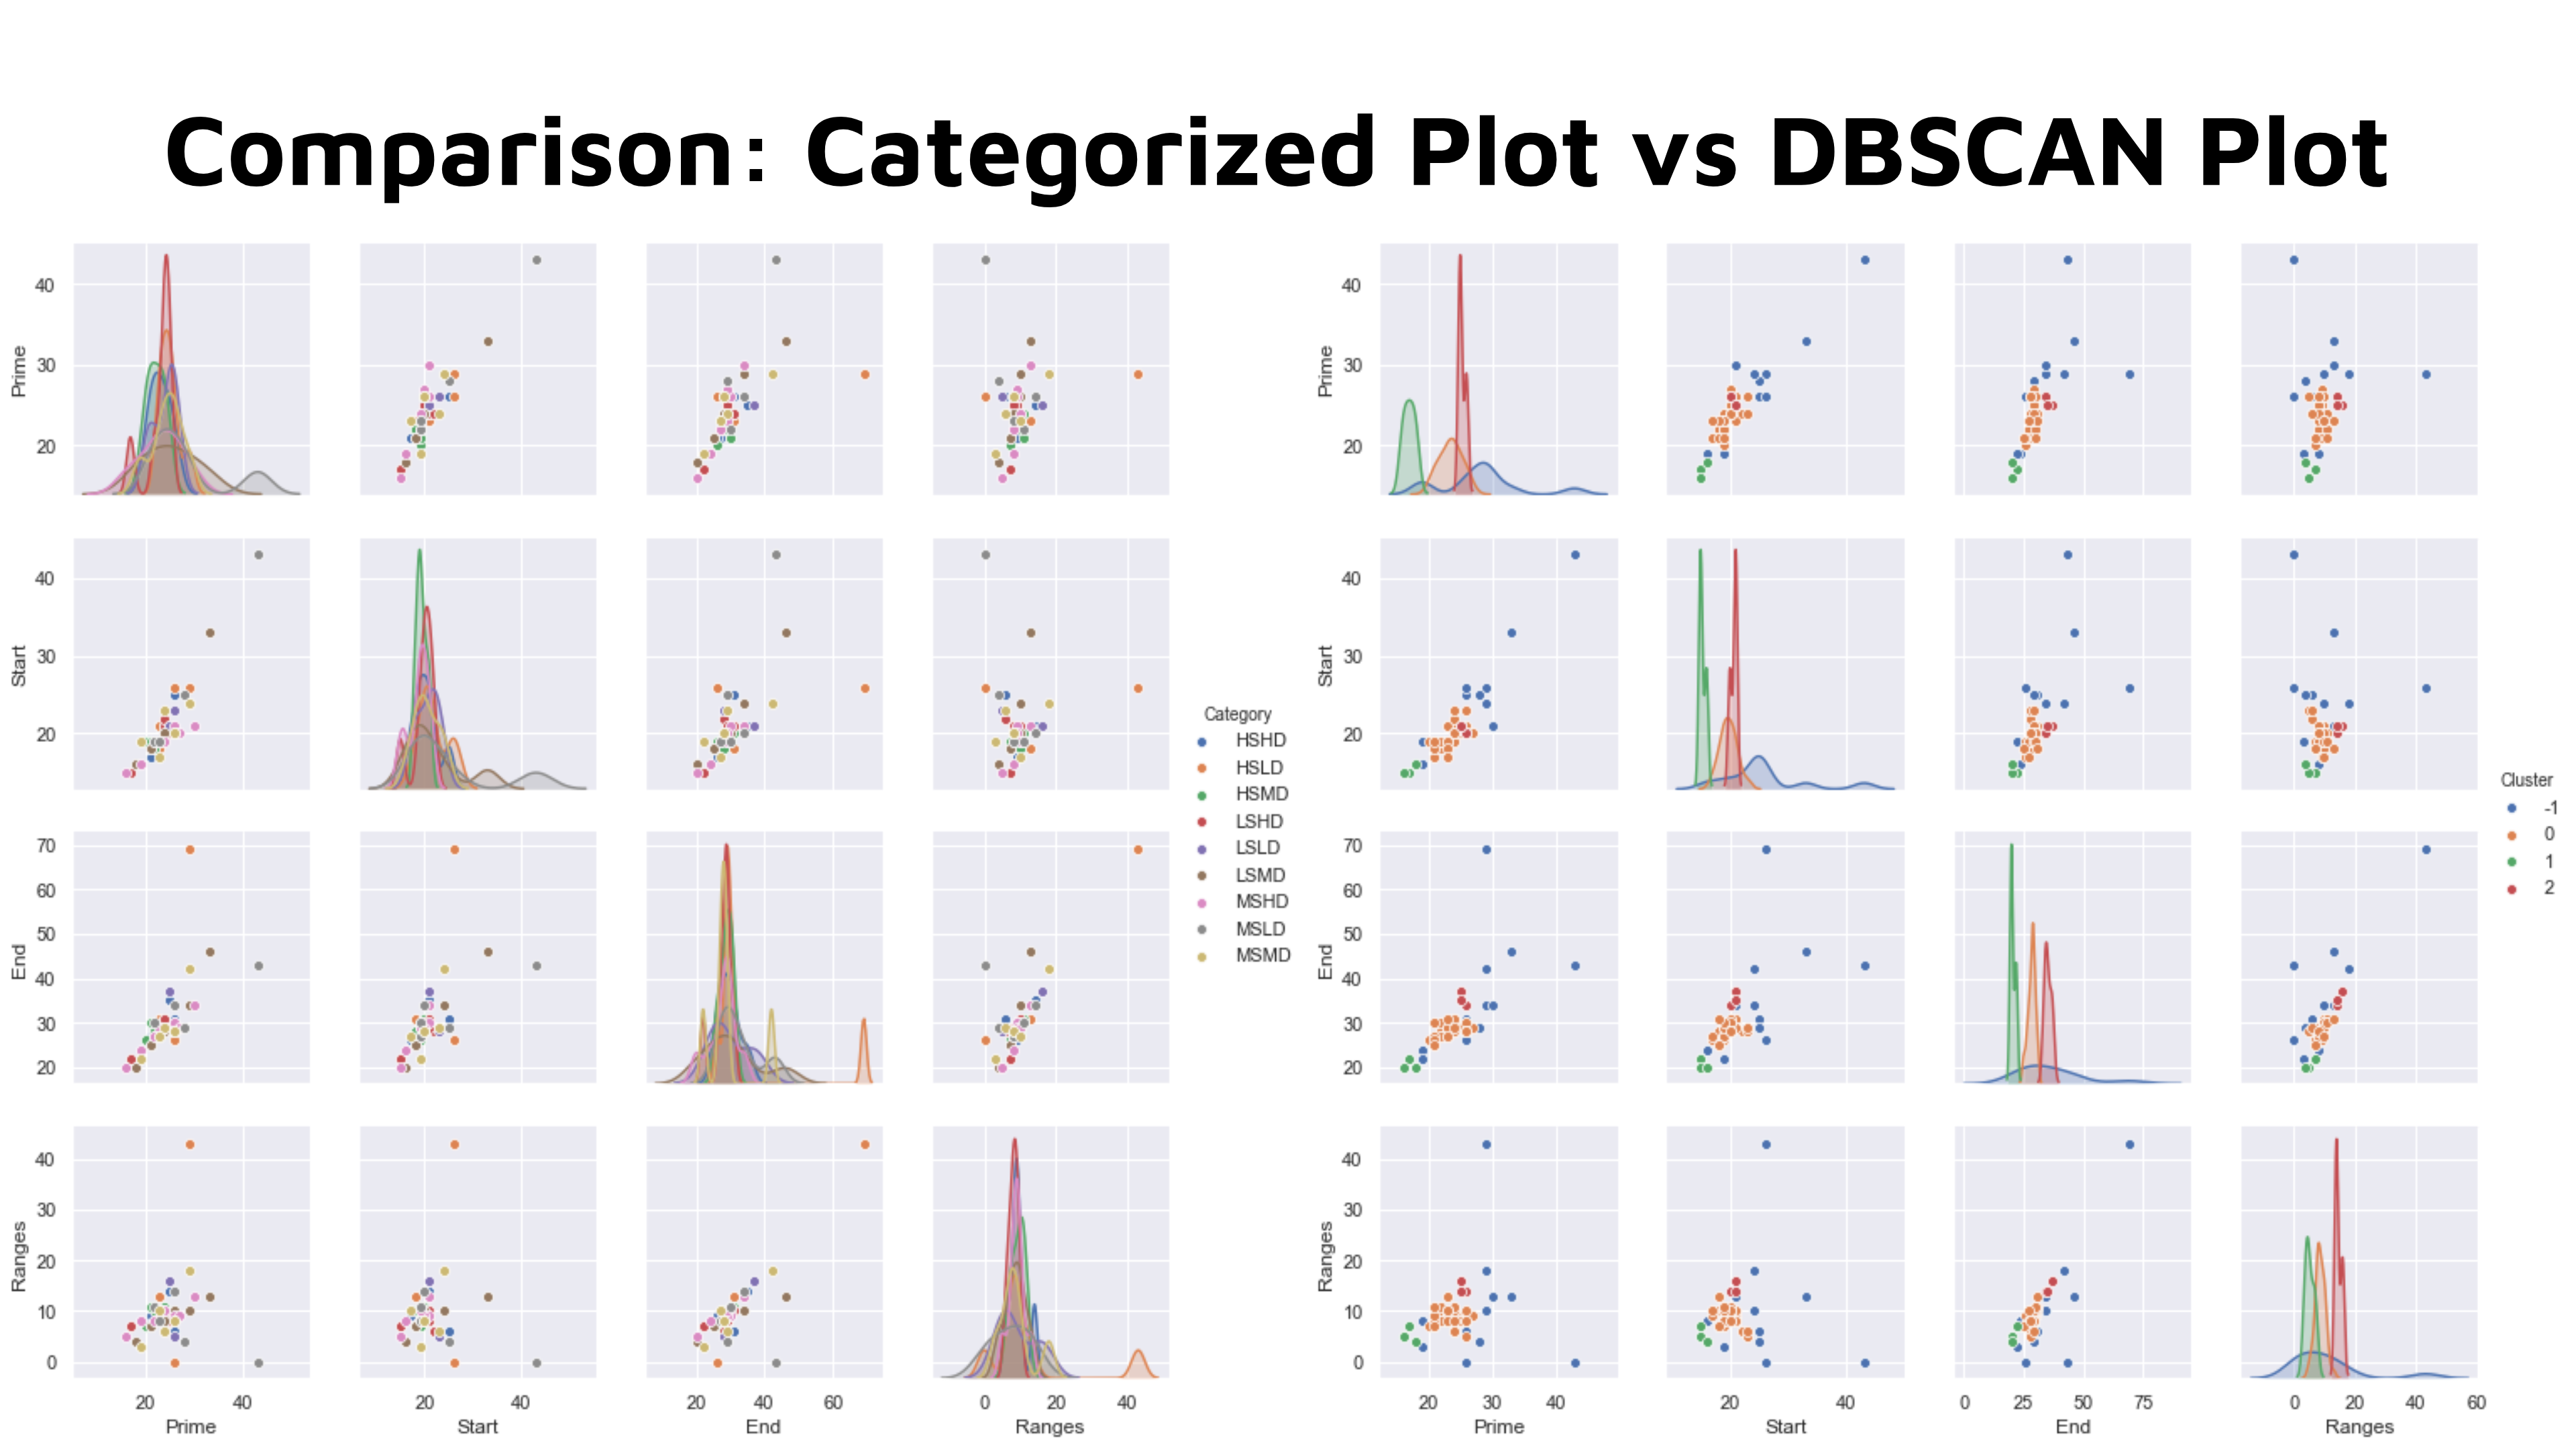 Comparison: Categorized Plot vs DBSCAN Plot
40
30
20
Prime
40
30
20
Start
70
60
50
40
30
20
End
40
30
20
10
0
Ranges
20 40
Prime
20 40
Start
20 40 60
End
0 20 40
Ranges
Category
HSHD
HSLD
HSMD
LSHD
LSLD
LSMD
MSHD
MSLD
MSMD
40
30
20
Prime
40
30
20
Start
70
60
50
40
30
20
End
40
30
20
10
0
Ranges
20 30 40
Prime
20 40
Start
0 25 50 75
End
0 20 40 60
Ranges
Cluster
-1
0
1
2